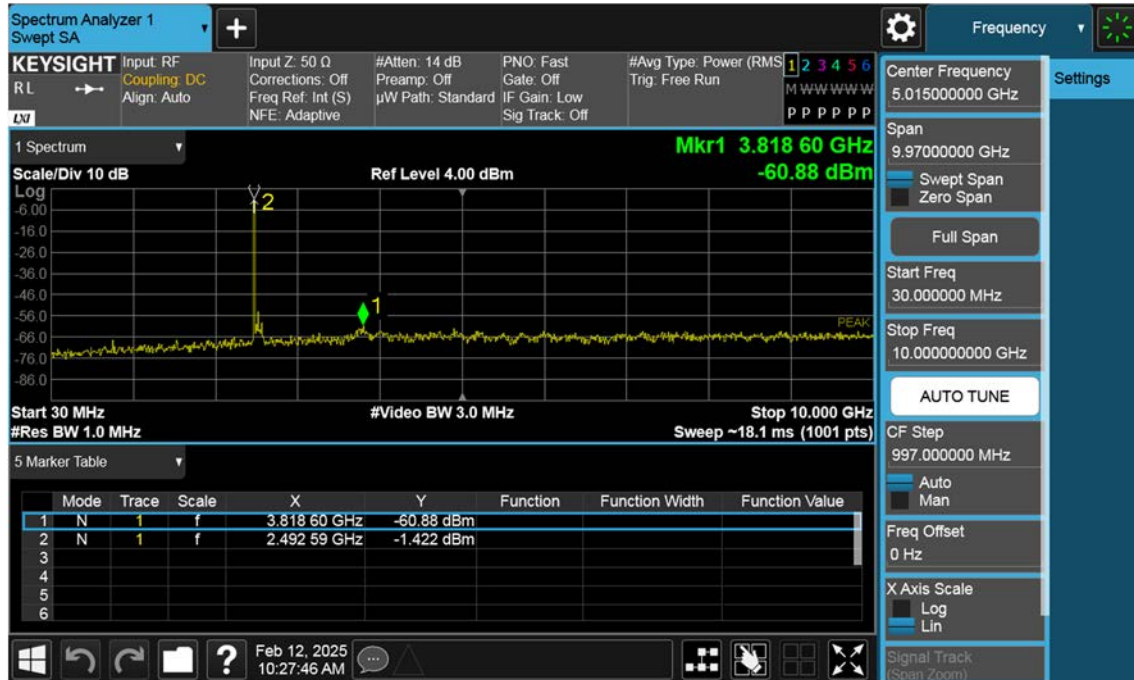 Spectrum Analyzer 1
Swept SA
+
Frequency
KEYSIGHT
RL
LXI
Input: RF
Coupling: DC
Align: Auto
Input Z: 50 Ω
Corrections: Off
Freq Ref: Int (S)
NFE: Adaptive
#Atten: 14 dB
Preamp: Off
µW Path: Standard
PNO: Fast
Gate: Off
IF Gain: Low
Sig Track: Off
#Avg Type: Power (RMS
Trig: Free Run
1 2 3 4 5 6
M W W W W W
P P P P P P
1 Spectrum
Mkr1 3.818 60 GHz
-60.88 dBm
Scale/Div 10 dB
Ref Level 4.00 dBm
Log
-6.00
-16.0
-26.0
-36.0
-46.0
-56.0
-66.0
-76.0
-86.0
2
1
PEAK
Start 30 MHz
#Video BW 3.0 MHz
Stop 10.000 GHz
#Res BW 1.0 MHz
Sweep ~18.1 ms (1001 pts)
5 Marker Table
Mode Trace Scale X Y Function Function Width Function Value
1 N 1 f 3.818 60 GHz -60.88 dBm
2 N 1 f 2.492 59 GHz -1.422 dBm
3
4
5
6
?
Feb 12, 2025
10:27:46 AM
Center Frequency
5.015000000 GHz
Settings
Span
9.97000000 GHz
Swept Span
Zero Span
Full Span
Start Freq
30.000000 MHz
Stop Freq
10.000000000 GHz
AUTO TUNE
CF Step
997.000000 MHz
Auto
Man
Freq Offset
0 Hz
X Axis Scale
Log
Lin
Signal Track
(Span Zoom)